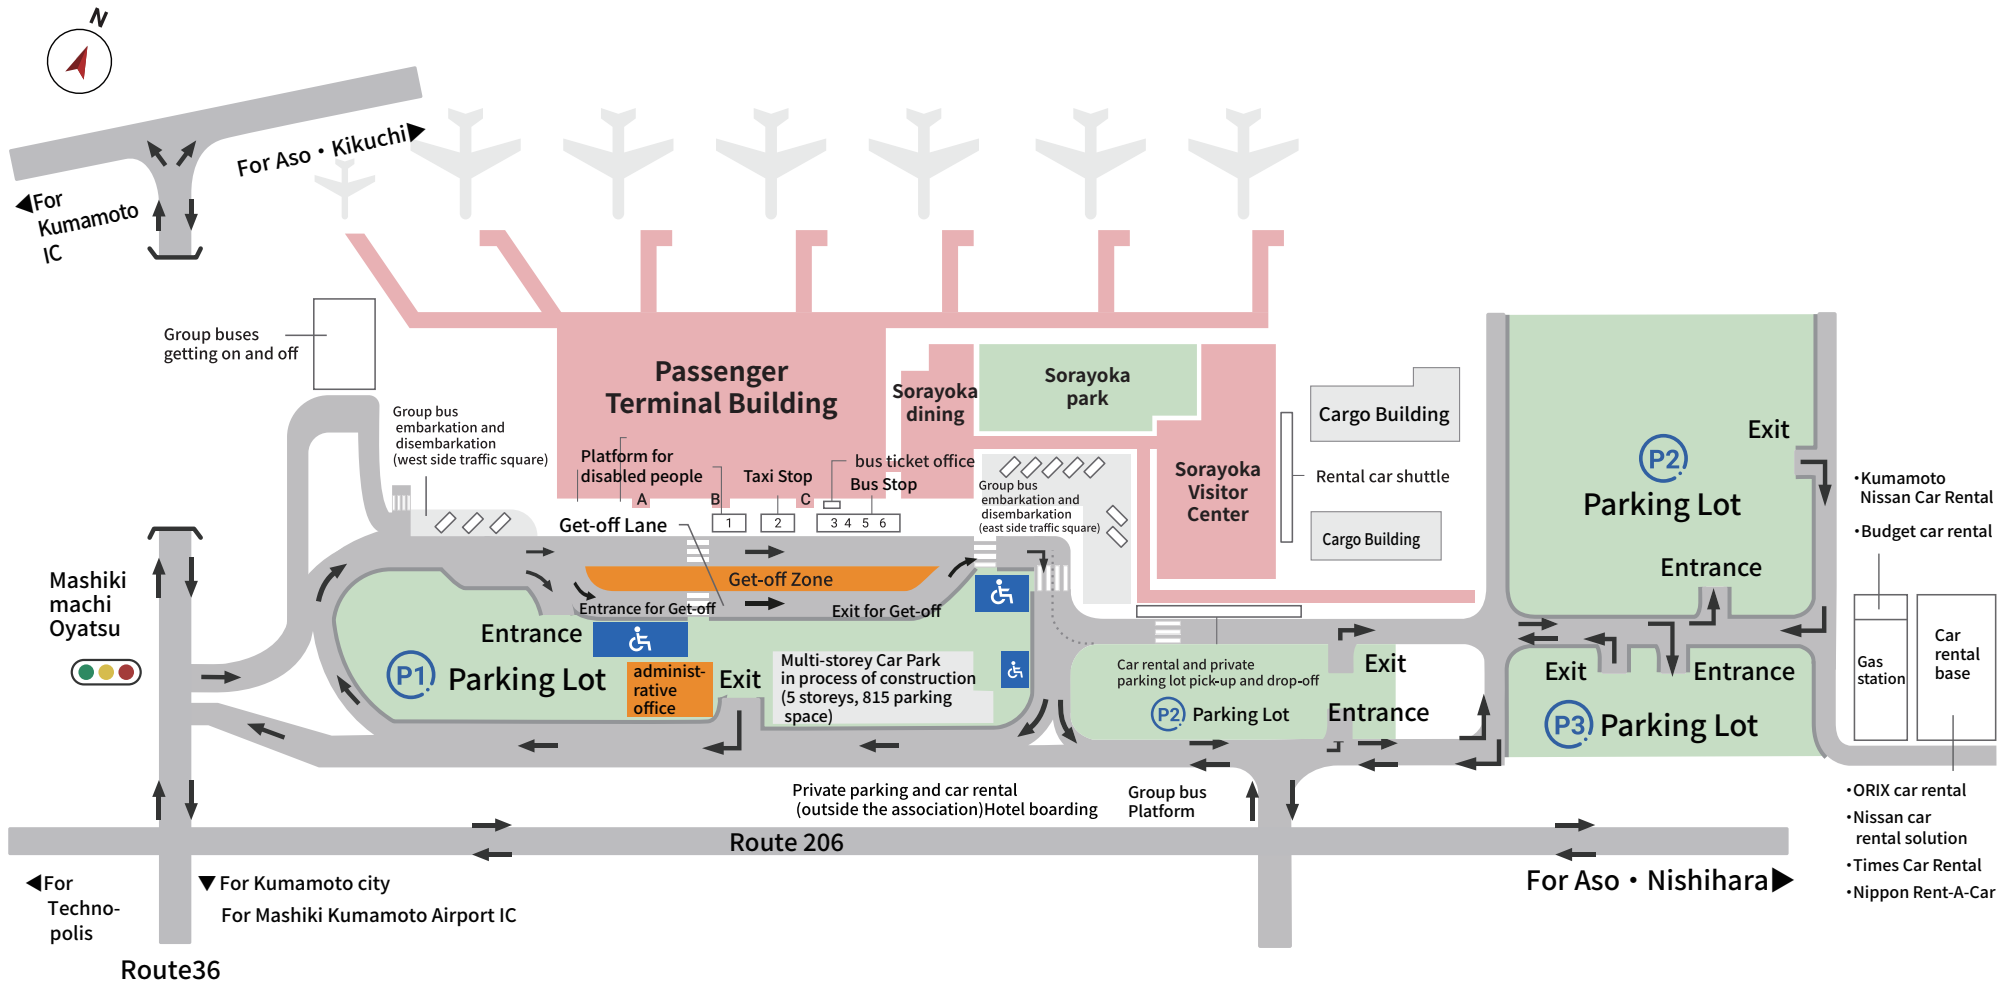 N
For Aso・Kikuchi▶
◀For
Kumamoto
IC
Group buses
getting on and off
Group bus
embarkation and
disembarkation
(west side traffic square)
Passenger
Terminal Building
Platform for
disabled people
Taxi Stop
bus ticket office
Bus Stop
A
B
C
1
2
3 4 5 6
Get-off Lane
Get-off Zone
Entrance for Get-off
Exit for Get-off
Sorayoka
dining
Sorayoka
park
Sorayoka
Visitor
Center
Group bus
embarkation and
disembarkation
(east side traffic square)
Cargo Building
Rental car shuttle
Cargo Building
Exit
P2
Parking Lot
Entrance
・Kumamoto
Nissan Car Rental
・Budget car rental
Mashiki
machi
Oyatsu
Entrance
P1 Parking Lot
administ-
rative
office
Exit
Multi-storey Car Park
in process of construction
(5 storeys, 815 parking
space)
Car rental and private
parking lot pick-up and drop-off
P2 Parking Lot
Exit
Entrance
Exit
Entrance
P3 Parking Lot
Gas
station
Car
rental
base
Private parking and car rental
(outside the association)Hotel boarding
Group bus
Platform
・ORIX car rental
・Nissan car
rental solution
・Times Car Rental
・Nippon Rent-A-Car
Route 206
◀For
Techno-
polis
▼For Kumamoto city
For Mashiki Kumamoto Airport IC
For Aso・Nishihara▶
Route36